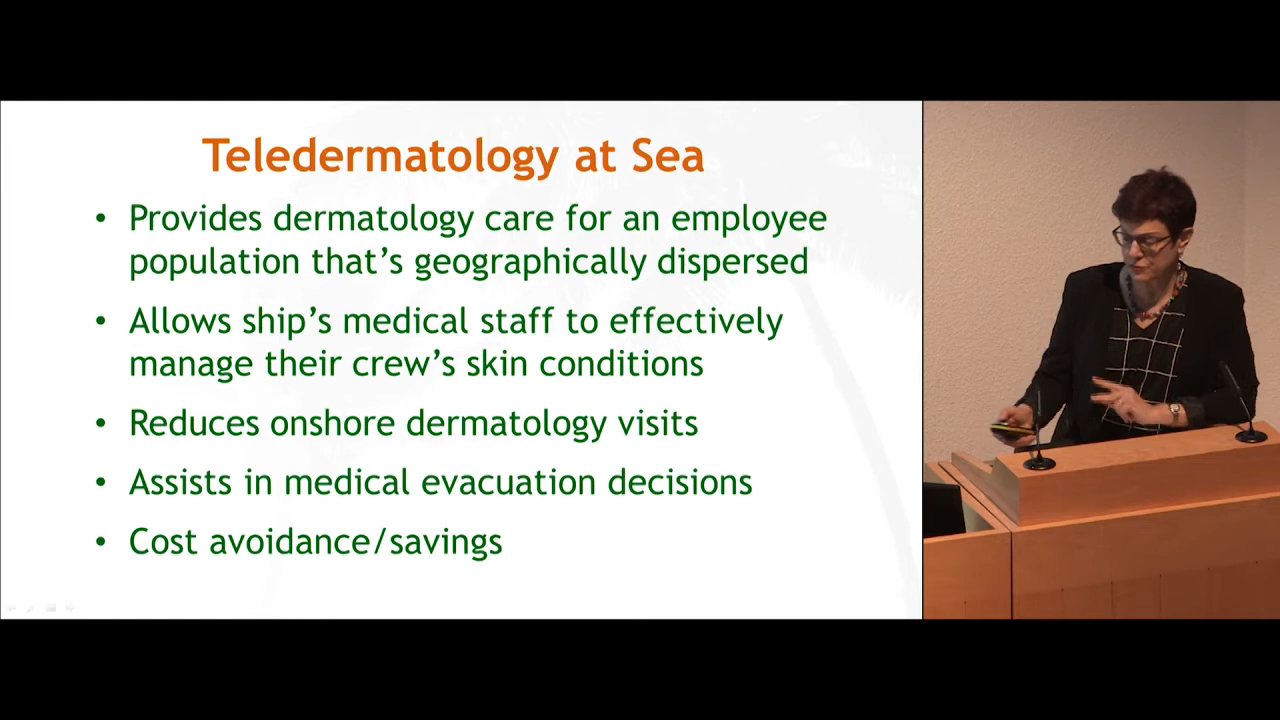 Teledermatology at Sea
• Provides dermatology care for an employee
population that's geographically dispersed
• Allows ship's medical staff to effectively
manage their crew's skin conditions
• Reduces onshore dermatology visits
• Assists in medical evacuation decisions
• Cost avoidance/savings